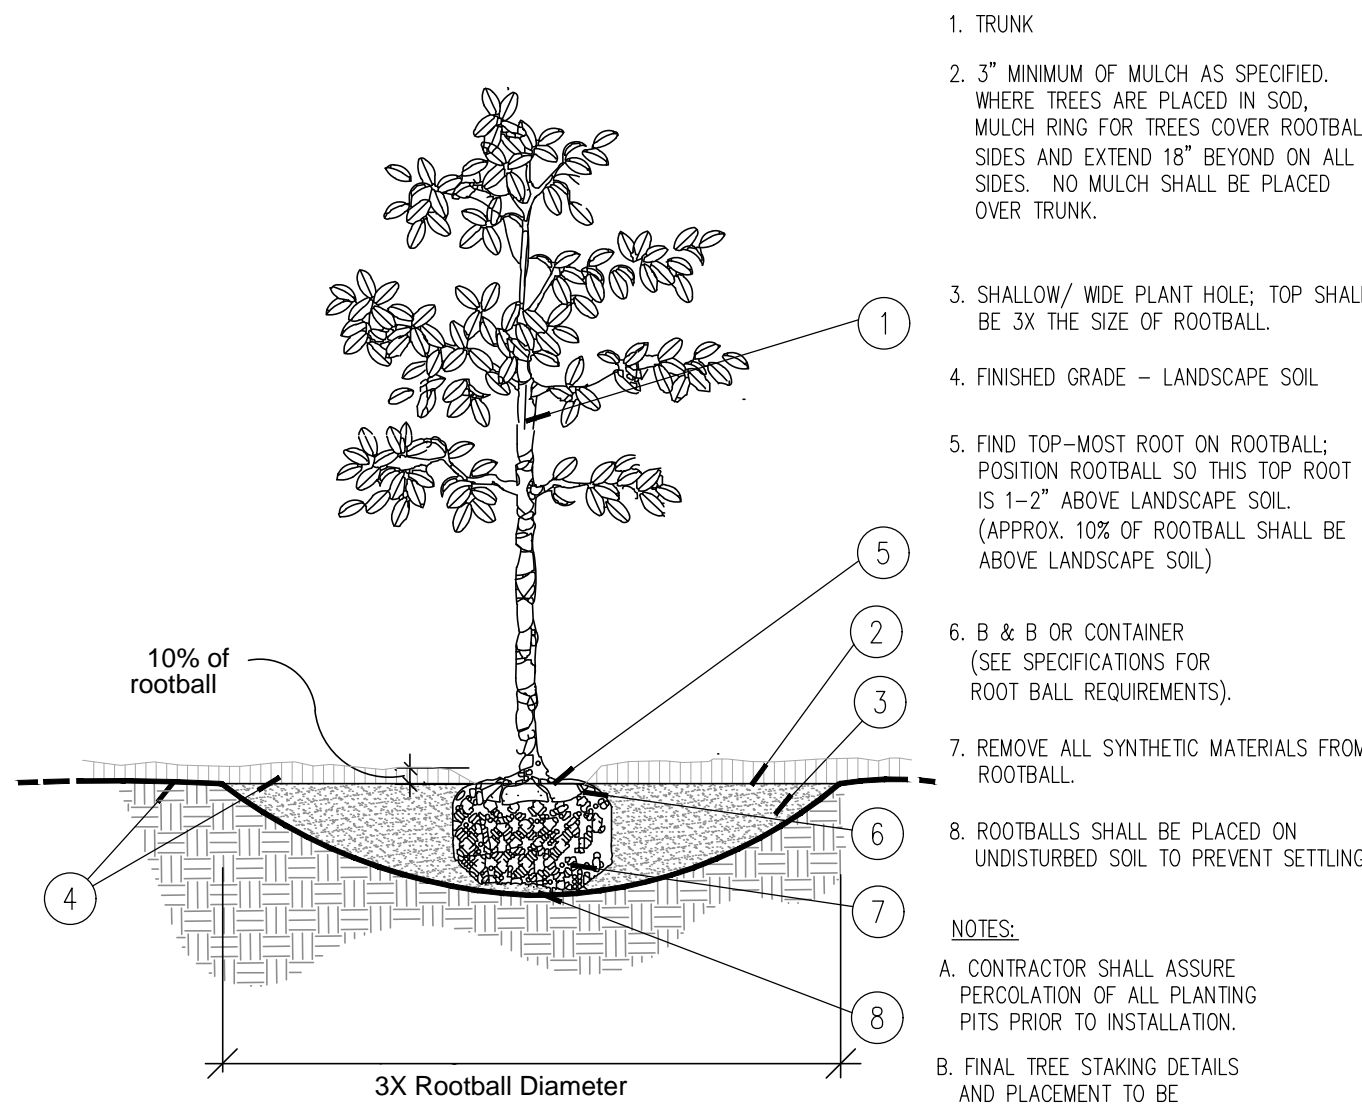 1. TRUNK
2. 3" MINIMUM OF MULCH AS SPECIFIED.
WHERE TREES ARE PLACED IN SOD,
MULCH RING FOR TREES COVER ROOTBAL
SIDES AND EXTEND 18" BEYOND ON ALL
SIDES. NO MULCH SHALL BE PLACED
OVER TRUNK.
3. SHALLOW/ WIDE PLANT HOLE; TOP SHALL
BE 3X THE SIZE OF ROOTBALL.
4. FINISHED GRADE – LANDSCAPE SOIL
5. FIND TOP–MOST ROOT ON ROOTBALL;
POSITION ROOTBALL SO THIS TOP ROOT
IS 1–2" ABOVE LANDSCAPE SOIL.
(APPROX. 10% OF ROOTBALL SHALL BE
ABOVE LANDSCAPE SOIL)
6. B & B OR CONTAINER
(SEE SPECIFICATIONS FOR
ROOT BALL REQUIREMENTS).
7. REMOVE ALL SYNTHETIC MATERIALS FROM
ROOTBALL.
8. ROOTBALLS SHALL BE PLACED ON
UNDISTURBED SOIL TO PREVENT SETTLING
NOTES:
A. CONTRACTOR SHALL ASSURE
PERCOLATION OF ALL PLANTING
PITS PRIOR TO INSTALLATION.
B. FINAL TREE STAKING DETAILS
AND PLACEMENT TO BE
1
5
2
3
6
7
8
4
10% of
rootball
3X Rootball Diameter